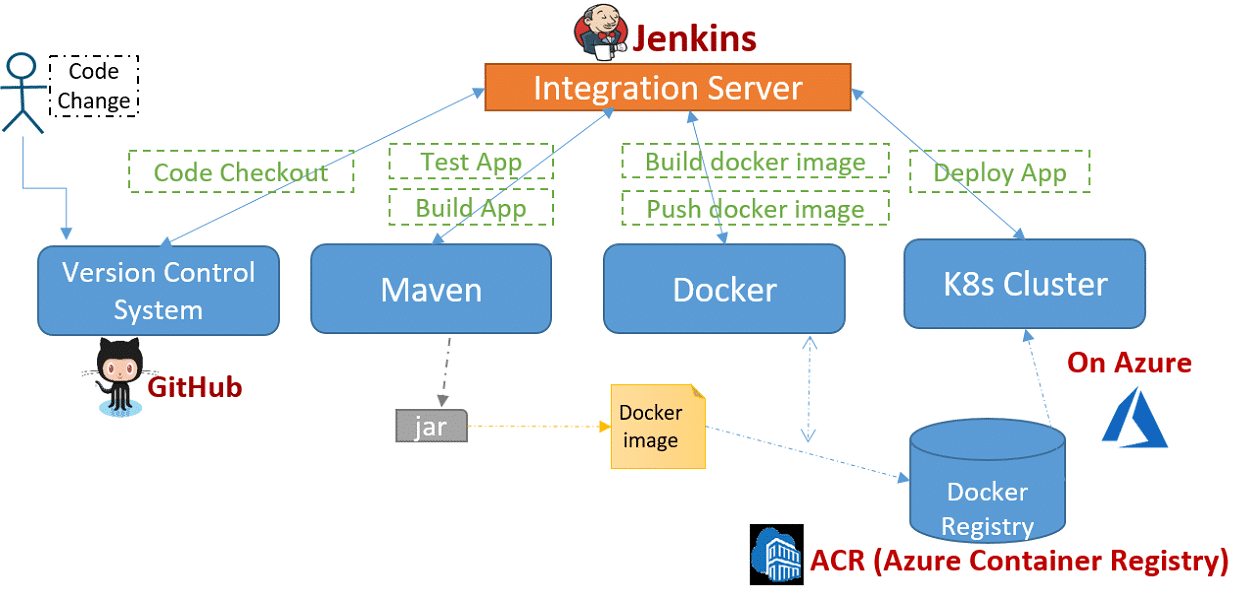 Jenkins
Integration Server
Code
Change
Code Checkout
Test App
Build App
Build docker image
Push docker image
Deploy App
Version Control
System
Maven
Docker
K8s Cluster
GitHub
On Azure
jar
Docker
image
Docker
Registry
ACR (Azure Container Registry)